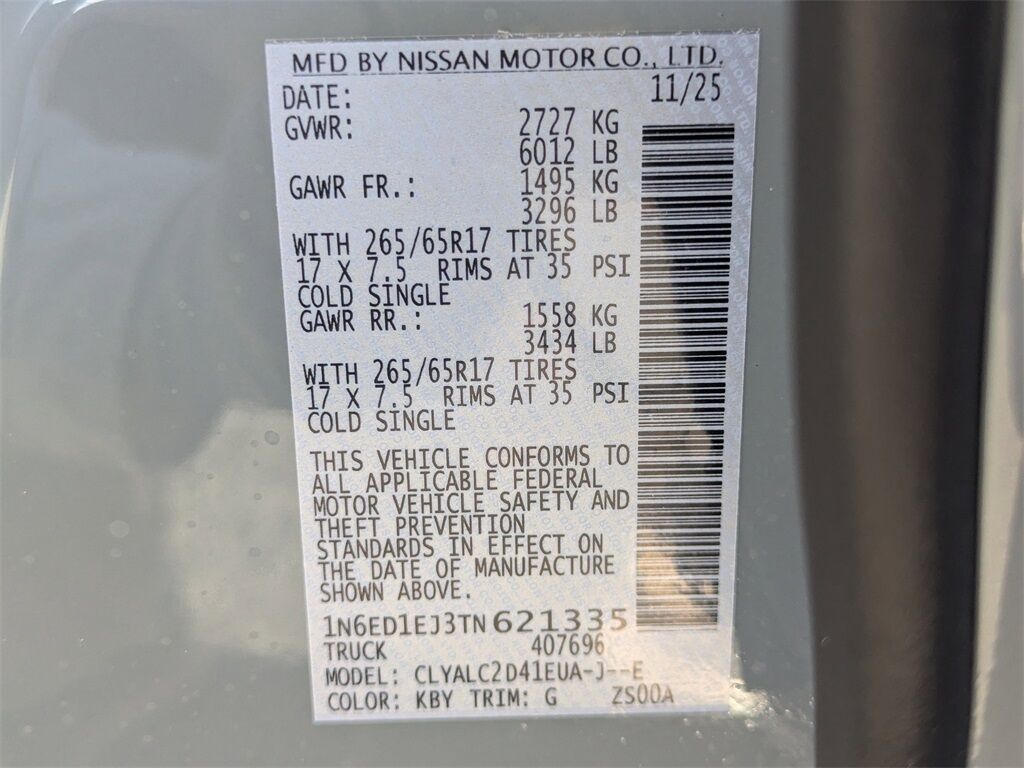 MFD BY NISSAN MOTOR CO., LTD.
DATE: 11/25
GVWR: 2727 KG
6012 LB
GAWR FR.: 1495 KG
3296 LB
WITH 265/65R17 TIRES
17 X 7.5 RIMS AT 35 PSI
COLD SINGLE
GAWR RR.: 1558 KG
3434 LB
WITH 265/65R17 TIRES
17 X 7.5 RIMS AT 35 PSI
COLD SINGLE
THIS VEHICLE CONFORMS TO
ALL APPLICABLE FEDERAL
MOTOR VEHICLE SAFETY AND
THEFT PREVENTION
STANDARDS IN EFFECT ON
THE DATE OF MANUFACTURE
SHOWN ABOVE.
1N6ED1EJ3TN621335
TRUCK 407696
MODEL: CLYALC2D41EUA-J--E
COLOR: KBY TRIM: G ZS00A